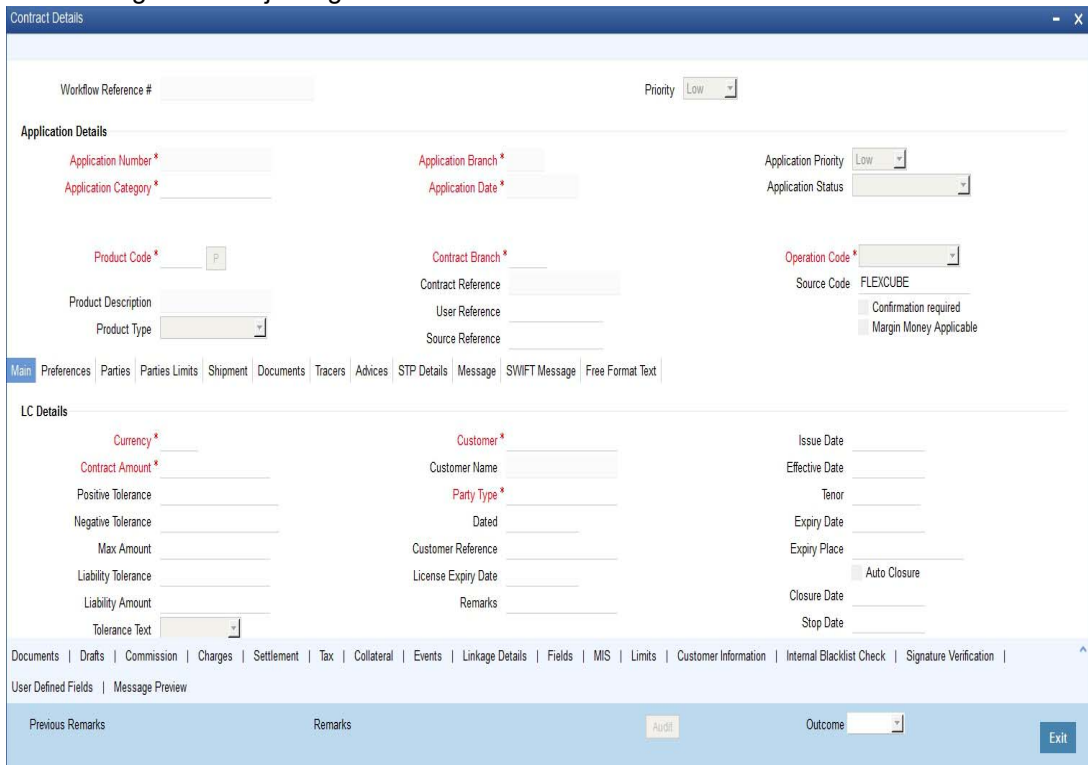 Contract Details - X
Workflow Reference # Priority Low
Application Details
Application Number * Application Branch * Application Priority Low
Application Category * Application Date * Application Status
Product Code * P Contract Branch * Operation Code *
Contract Reference Source Code FLEXCUBE
Product Description User Reference Confirmation required
Product Type Source Reference Margin Money Applicable
Main Preferences Parties Parties Limits Shipment Documents Tracers Advices STP Details Message SWIFT Message Free Format Text
LC Details
Currency * Customer * Issue Date
Contract Amount * Customer Name Effective Date
Positive Tolerance Party Type * Tenor
Negative Tolerance Dated Expiry Date
Max Amount Customer Reference Expiry Place
Liability Tolerance License Expiry Date Auto Closure
Liability Amount Remarks Closure Date
Tolerance Text Stop Date
Documents | Drafts | Commission | Charges | Settlement | Tax | Collateral | Events | Linkage Details | Fields | MIS | Limits | Customer Information | Internal Blacklist Check | Signature Verification |
User Defined Fields | Message Preview
Previous Remarks Remarks Audit Outcome
Exit